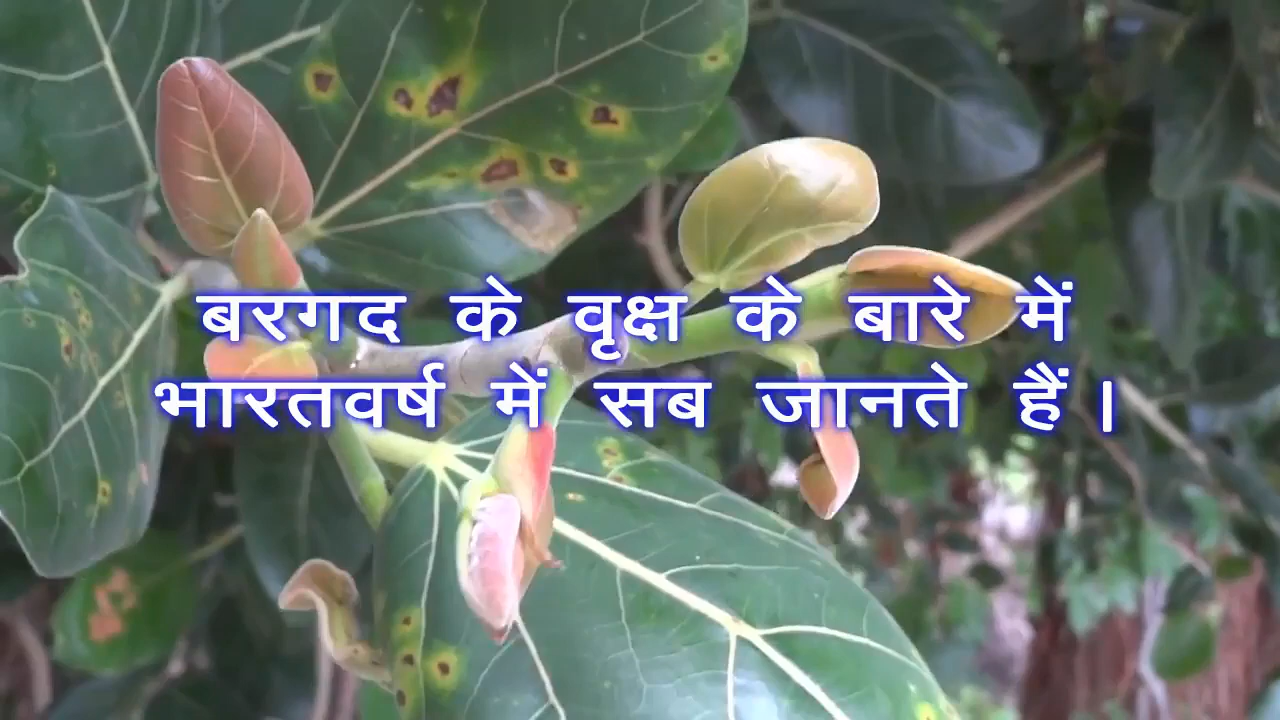 बरगद के वृक्ष के बारे में
भारतवर्ष में सब जानते हैं।